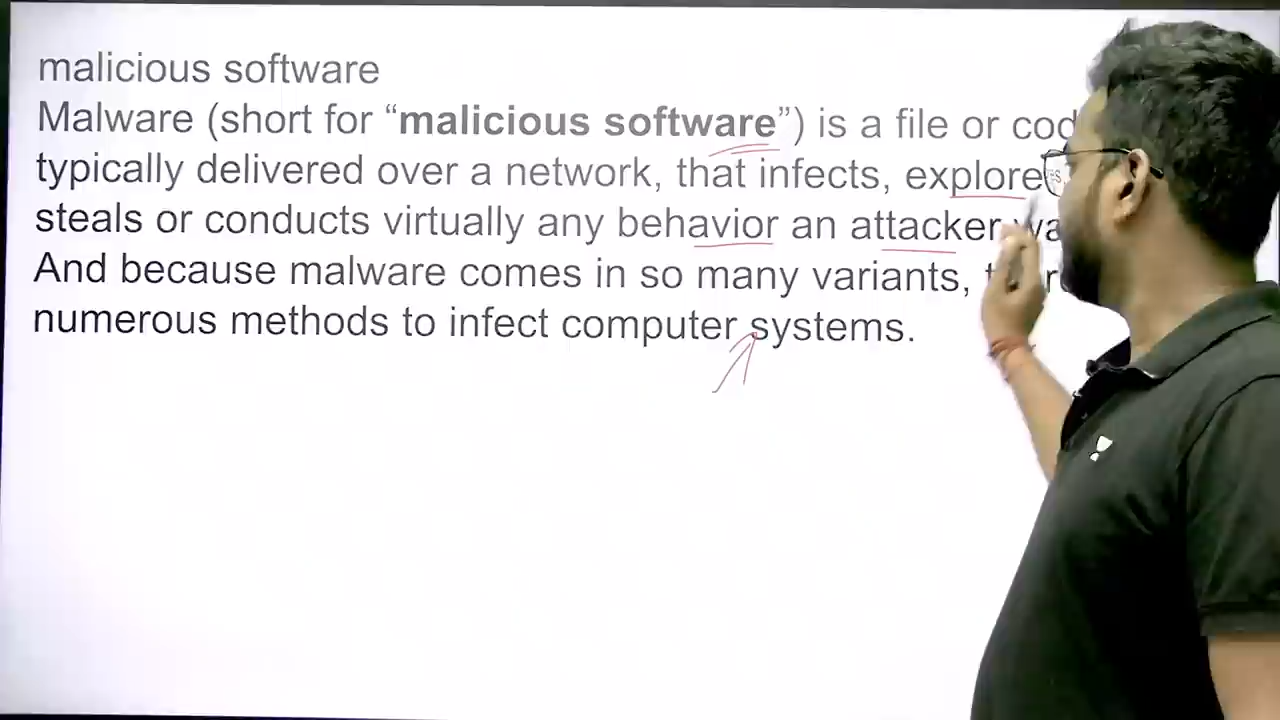 malicious software
Malware (short for “malicious software”) is a file or
typically delivered over a network, that infects,
steals or conducts virtually any behavior an attacker
And because malware comes in so many variants,
numerous methods to infect computer systems.